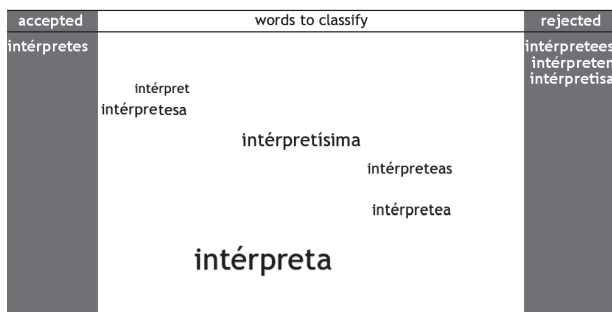 accepted words to classify rejected
intérpretes intérpretees
intérpreten
intérpretisa
intérpret
intérpretesa
intérpretísima
intérpreteas
intérpretea
intérpreta